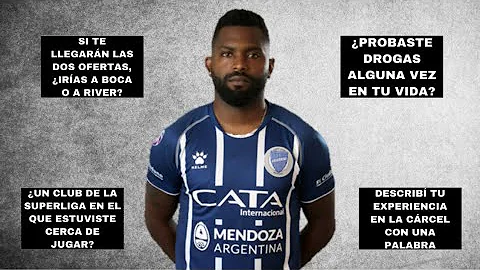 SI TE
LLEGARÁN LAS
DOS OFERTAS,
¿IRÍAS A BOCA
O A RIVER?
¿PROBASTE
DROGAS
ALGUNA VEZ
EN TU VIDA?
KELME
CATA
Internacional
MENDOZA
ARGENTINA
¿UN CLUB DE LA
SUPERLIGA EN EL
QUE ESTUVISTE
CERCA DE
JUGAR?
DESCRIBÍ TU
EXPERIENCIA
EN LA CÁRCEL
CON UNA
PALABRA